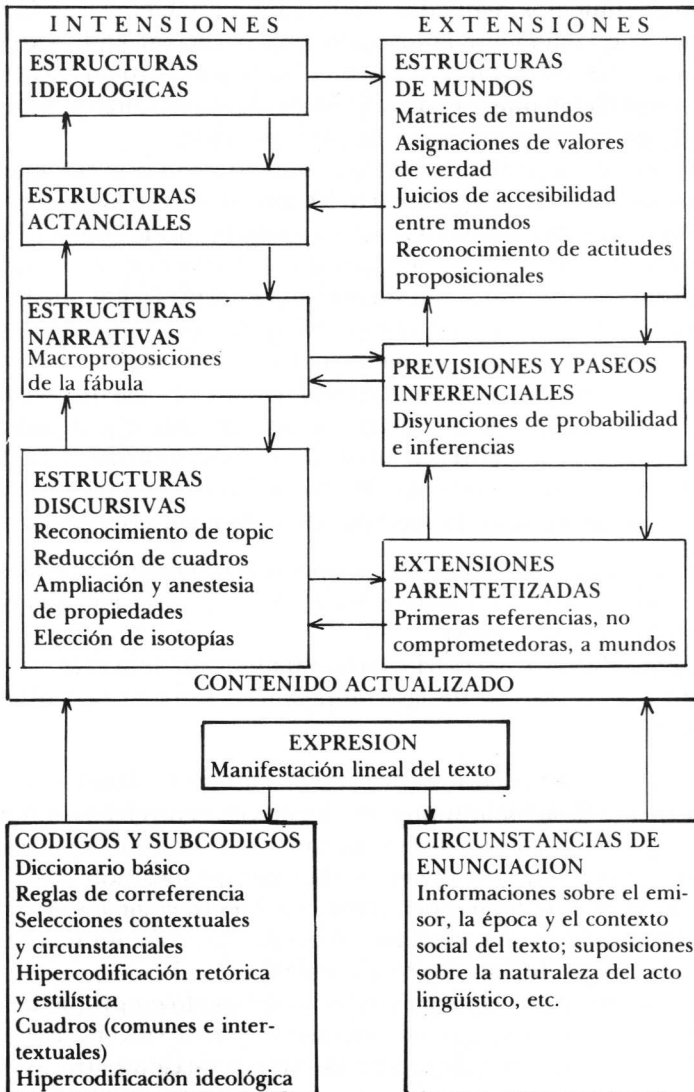 INTENSIONES
EXTENSIONES
ESTRUCTURAS
IDEOLOGICAS
ESTRUCTURAS
DE MUNDOS
Matrices de mundos
Asignaciones de valores
de verdad
Juicios de accesibilidad
entre mundos
Reconocimiento de actitudes
proposicionales
ESTRUCTURAS
ACTANCIALES
ESTRUCTURAS
NARRATIVAS
Macroproposiciones
de la fábula
PREVISIONES Y PASEOS
INFERENCIALES
Disyunciones de probabilidad
e inferencias
ESTRUCTURAS
DISCURSIVAS
Reconocimiento de topic
Reducción de cuadros
Ampliación y anestesia
de propiedades
Elección de isotopías
EXTENSIONES
PARENTETIZADAS
Primeras referencias, no
comprometedoras, a mundos
CONTENIDO ACTUALIZADO
EXPRESION
Manifestación lineal del texto
CODIGOS Y SUBCODIGOS
Diccionario básico
Reglas de correferencia
Selecciones contextuales
y circunstanciales
Hipercodificación retórica
y estilística
Cuadros (comunes e inter-
textuales)
Hipercodificación ideológica
CIRCUNSTANCIAS DE
ENUNCIACION
Informaciones sobre el emi-
sor, la época y el contexto
social del texto; suposiciones
sobre la naturaleza del acto
lingüístico, etc.